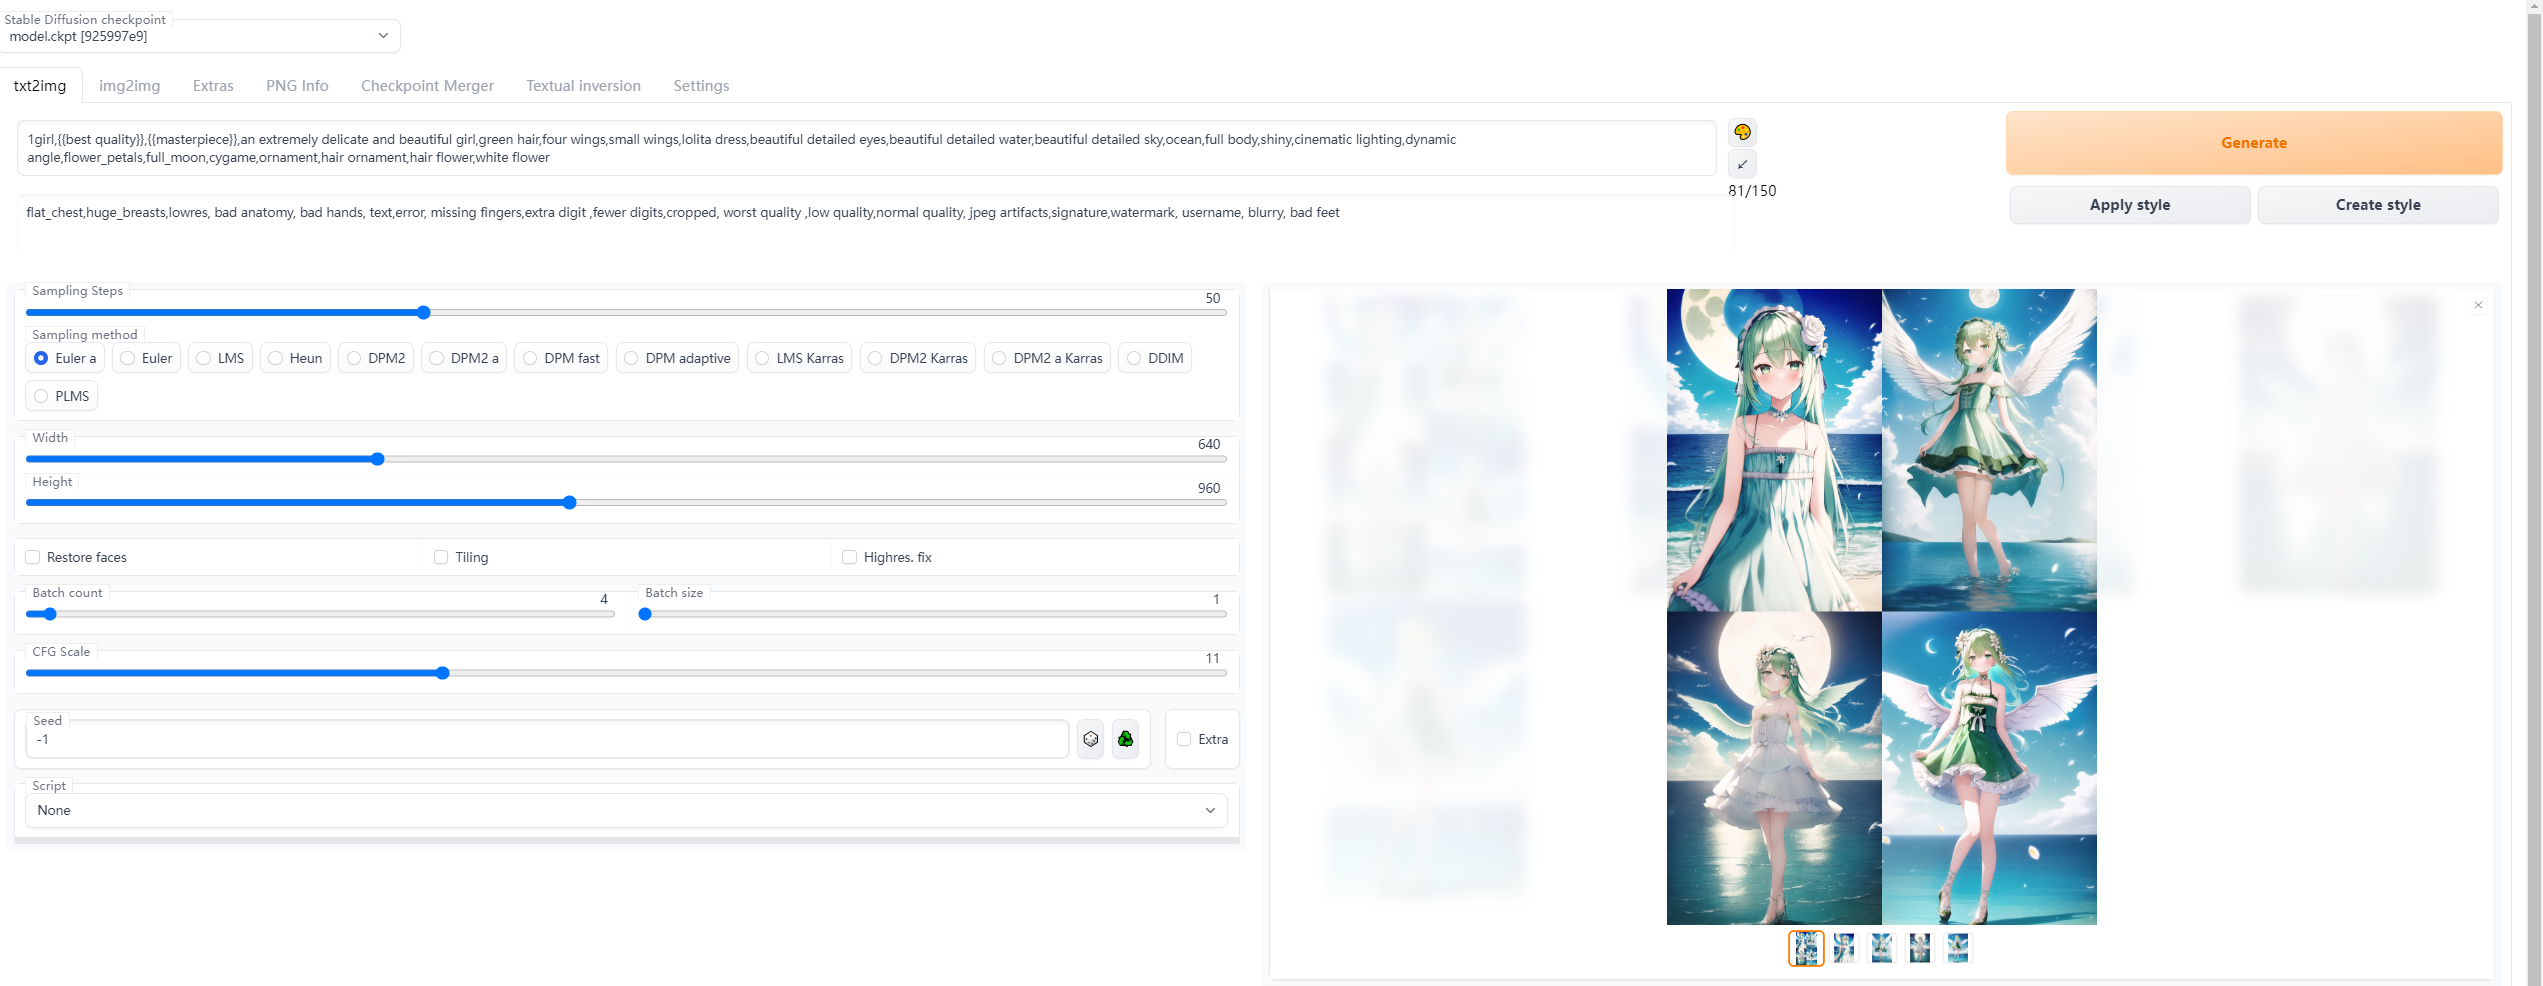 Stable Diffusion checkpoint
model.ckpt [925997e9]
txt2img img2img Extras PNG Info Checkpoint Merger Textual inversion Settings
1girl,{{best quality}},{{masterpiece}},an extremely delicate and beautiful girl,green hair,four wings,small wings,lolita dress,beautiful detailed eyes,beautiful detailed water,beautiful detailed sky,ocean,full body,shiny,cinematic lighting,dynamic
angle,flower_petals,full_moon,cygame,ornament,hair ornament,hair flower,white flower
Generate
81/150
Apply style Create style
flat_chest,huge_breasts,lowres, bad anatomy, bad hands, text,error, missing fingers,extra digit ,fewer digits,cropped, worst quality ,low quality,normal quality, jpeg artifacts,signature,watermark, username, blurry, bad feet
Sampling Steps 50
Sampling method
Euler a Euler LMS Heun DPM2 DPM2 a DPM fast DPM adaptive LMS Karras DPM2 Karras DPM2 a Karras DDIM
PLMS
Width 640
Height 960
Restore faces Tiling Highres. fix
Batch count 4 Batch size 1
CFG Scale 11
Seed
-1
Extra
Script
None